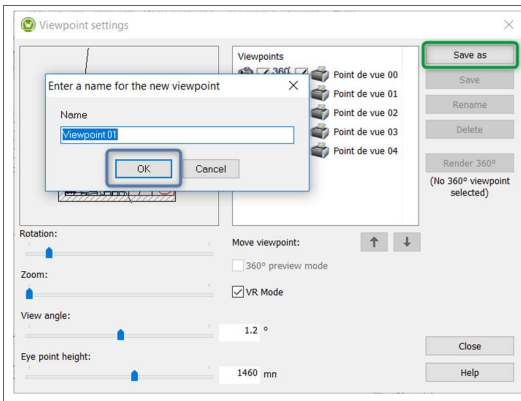 Viewpoint settings
Viewpoints
Save as
360°
Point de vue 00
Save
Enter a name for the new viewpoint
Point de vue 01
Rename
Name
Point de vue 02
Viewpoint 01
Point de vue 03
Delete
Point de vue 04
OK
Cancel
Render 360°
(No 360° viewpoint
selected)
Rotation:
Move viewpoint:
360° preview mode
Zoom:
VR Mode
View angle:
1.2 °
Close
Eye point height:
1460 mm
Help